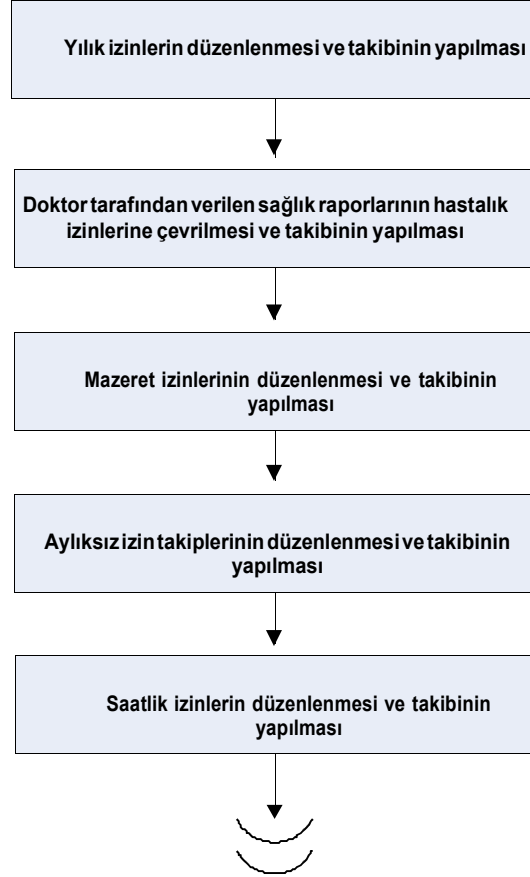 Yılık izinlerin düzenlenmesi ve takibinin yapılması
Doktor tarafından verilen sağlık raporlarının hastalık
izinlerine çevrilmesi ve takibinin yapılması
Mazeret izinlerinin düzenlenmesi ve takibinin
yapılması
Aylıksız izin takiplerinin düzenlenmesi ve takibinin
yapılması
Saatlik izinlerin düzenlenmesi ve takibinin
yapılması